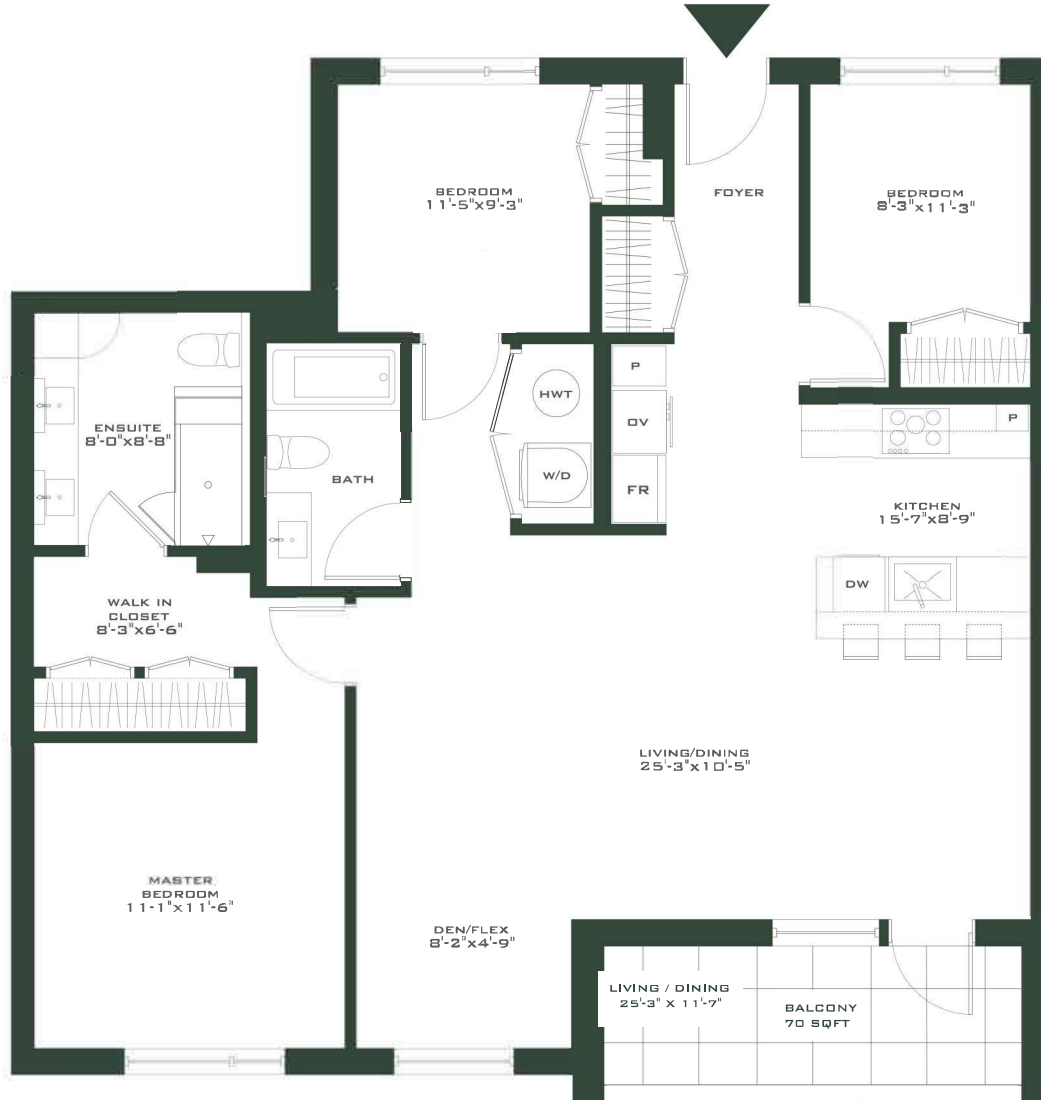 BEDROOM
11'-5"x9'-3"
FOYER
BEDROOM
8'-3"x11'-3"
P
HWT
OV
W/D
FR
P
ENSUITE
8'-0"x8'-8"
BATH
KITCHEN
15'-7"x8'-9"
DW
WALK IN
CLOSET
8'-3"x6'-6"
LIVING/DINING
25'-3"x10'-5"
MASTER
BEDROOM
11-1"x11'-6"
DEN/FLEX
8'-2"x4'-9"
LIVING / DINING
25'-3" X 11'-7"
BALCONY
70 SQFT